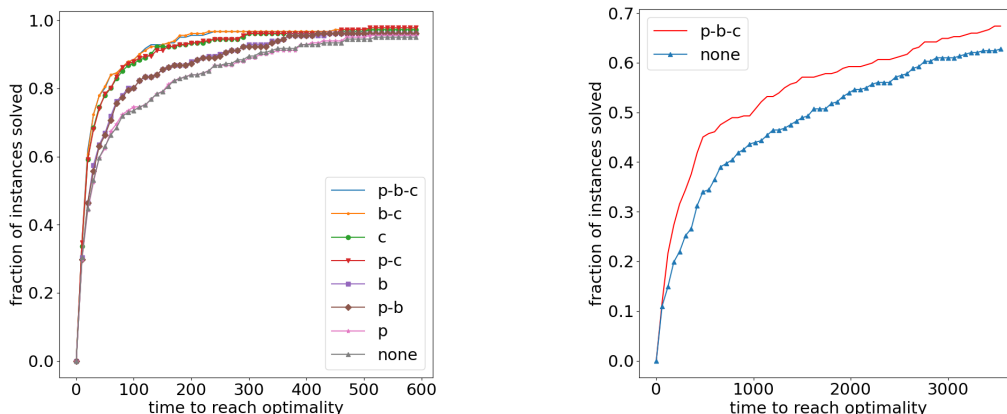 1.0
0.8
0.6
0.4
0.2
0.0
fraction of instances solved
0 100 200 300 400 500 600
time to reach optimality
p-b-c
b-c
c
p-c
b
p-b
p
none
0.7
0.6
0.5
0.4
0.3
0.2
0.1
0.0
fraction of instances solved
0 1000 2000 3000
time to reach optimality
p-b-c
none